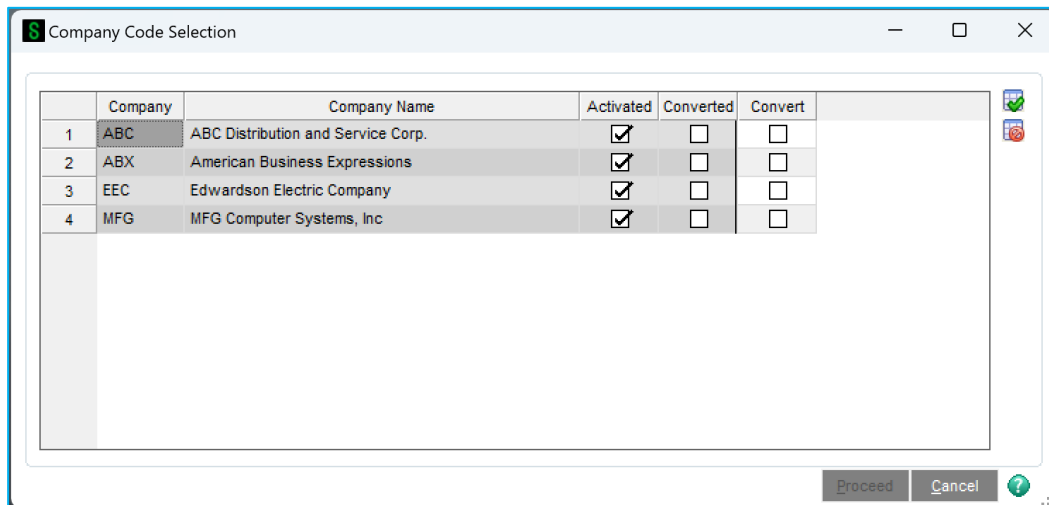 S Company Code Selection
Company Company Name Activated Converted Convert
1 ABC ABC Distribution and Service Corp.
2 ABX American Business Expressions
3 EEC Edwardson Electric Company
4 MFG MFG Computer Systems, Inc
Proceed Cancel ?